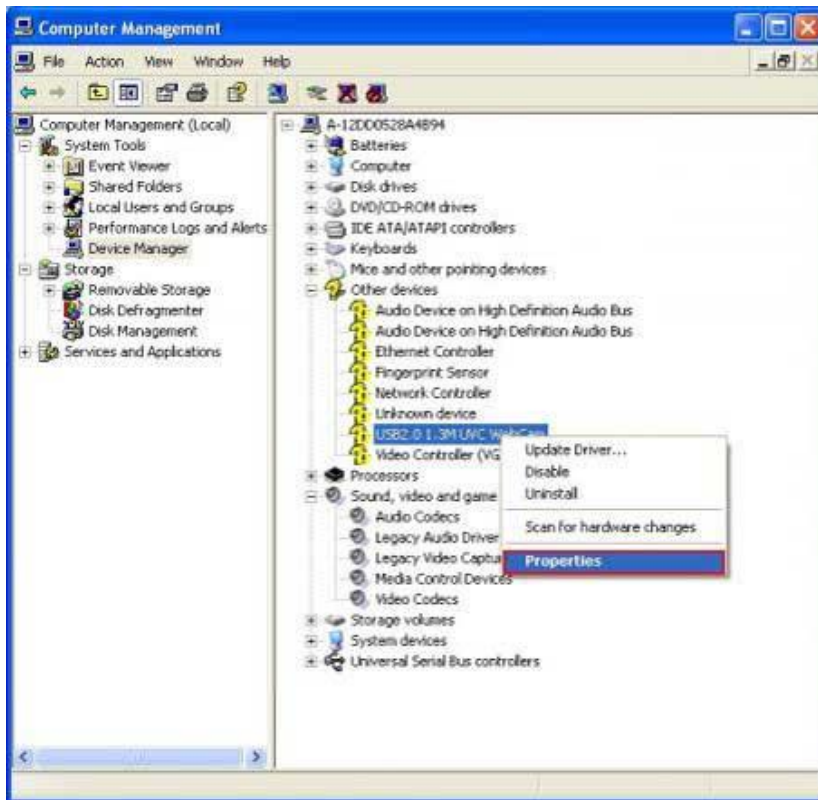 Computer Management
File Action View Window Help
Computer Management (Local)
System Tools
Event Viewer
Shared Folders
Local Users and Groups
Performance Logs and Alerts
Device Manager
Storage
Removable Storage
Disk Defragmenter
Disk Management
Services and Applications
A-12DD0528A4B94
Batteries
Computer
Disk drives
DVD/CD-ROM drives
IDE ATA/ATAPI controllers
Keyboards
Mice and other pointing devices
Other devices
Audio Device on High Definition Audio Bus
Audio Device on High Definition Audio Bus
Ethernet Controller
Fingerprint Sensor
Network Controller
Unknown device
USB2.0 1.3M UVC WebCam
Video Controller (VG
Processors
Sound, video and game
Audio Codecs
Legacy Audio Driver
Legacy Video Captu
Media Control Devices
Video Codecs
Storage volumes
System devices
Universal Serial Bus controllers
Update Driver...
Disable
Uninstall
Scan for hardware changes
Properties